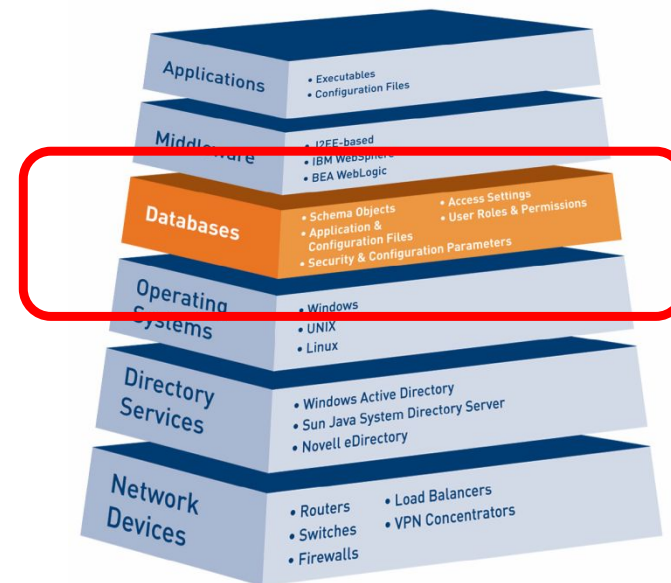 Applications
• Executables
• Configuration Files
Middleware
• J2EE-based
• IBM WebSphere
• BEA WebLogic
Databases
• Schema Objects
• Application &
Configuration Files
• Security & Configuration Parameters
• Access Settings
• User Roles & Permissions
Operating
Systems
• Windows
• UNIX
• Linux
Directory
Services
• Windows Active Directory
• Sun Java System Directory Server
• Novell eDirectory
Network
Devices
• Routers
• Switches
• Firewalls
• Load Balancers
• VPN Concentrators